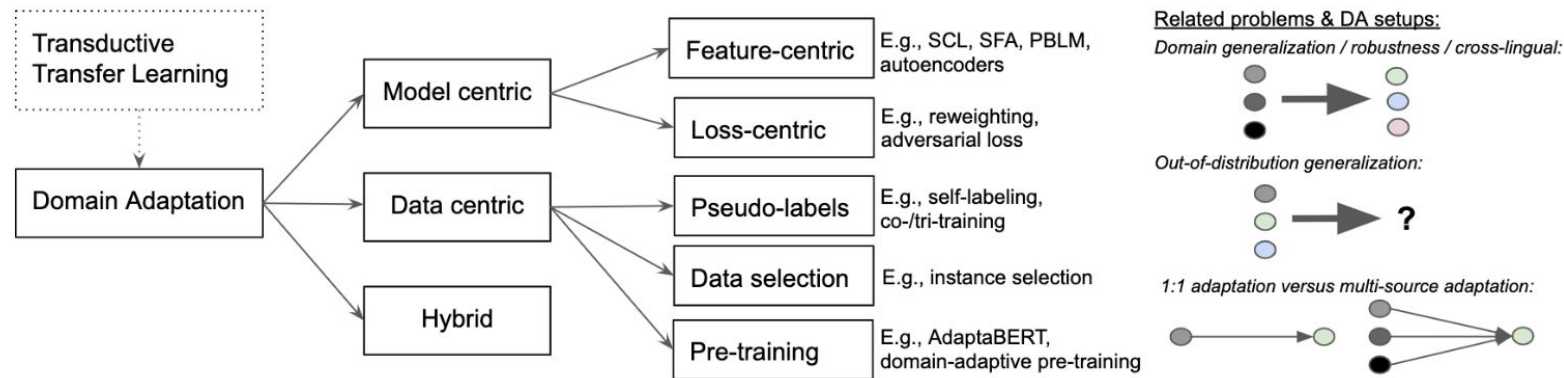 Transductive
Transfer Learning
Domain Adaptation
Model centric
Data centric
Hybrid
Feature-centric
E.g., SCL, SFA, PBLM,
autoencoders
Loss-centric
E.g., reweighting,
adversarial loss
Pseudo-labels
E.g., self-labeling,
co-/tri-training
Data selection
E.g., instance selection
Pre-training
E.g., AdaptaBERT,
domain-adaptive pre-training
Related problems & DA setups:
Domain generalization / robustness / cross-lingual:
Out-of-distribution generalization:
?
1:1 adaptation versus multi-source adaptation: